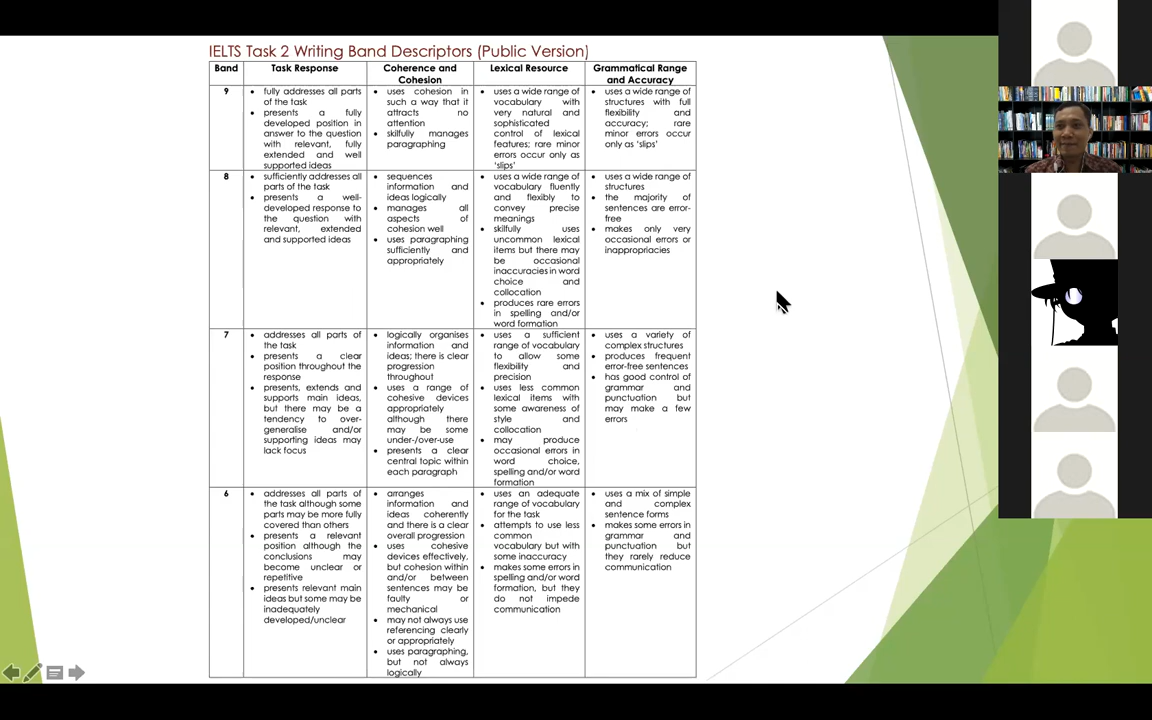 IELTS Task 2 Writing Band Descriptors (Public Version)
Band
Task Response
Coherence and
Cohesion
Lexical Resource
Grammatical Range
and Accuracy
9
• fully addresses all parts
of the task
• presents a fully
developed position in
answer to the question
with relevant, fully
extended and well
supported ideas
• uses cohesion in
such a way that it
attracts no
attention
• skilfully manages
paragraphing
• uses a wide range of
vocabulary with
very natural and
sophisticated
control of lexical
features; rare minor
errors occur only as
‘slips’
• uses a wide range of
structures with full
flexibility and
accuracy; rare
minor errors occur
only as ‘slips’
8
• sufficiently addresses all
parts of the task
• presents a well-
developed response to
the question with
relevant, extended
and supported ideas
• sequences
information and
ideas logically
• manages all
aspects of
cohesion well
• uses paragraphing
sufficiently and
appropriately
• uses a wide range of
vocabulary fluently
and flexibly to
convey precise
meanings
• skilfully uses
uncommon lexical
items but there may
be occasional
inaccuracies in word
choice and
collocation
• produces rare errors
in spelling and/or
word formation
• uses a wide range of
structures
• the majority of
sentences are error-
free
• makes only very
occasional errors or
inappropriacies
7
• addresses all parts of
the task
• presents a clear
position throughout the
response
• presents, extends and
supports main ideas,
but there may be a
tendency to over-
generalise and/or
supporting ideas may
lack focus
• logically organises
information and
ideas; there is clear
progression
throughout
• uses a range of
cohesive devices
appropriately
although there
may be some
under-/over-use
• presents a clear
central topic within
each paragraph
• uses a sufficient
range of vocabulary
to allow some
flexibility and
precision
• uses less common
lexical items with
some awareness of
style and
collocation
• may produce
occasional errors in
word choice,
spelling and/or word
formation
• uses a variety of
complex structures
• produces frequent
error-free sentences
• has good control of
grammar and
punctuation but
may make a few
errors
6
• addresses all parts of
the task although some
parts may be more fully
covered than others
• presents a relevant
position although the
conclusions may
become unclear or
repetitive
• presents relevant main
ideas but some may be
inadequately
developed/unclear
• arranges
information and
ideas coherently
and there is a clear
overall progression
• uses cohesive
devices effectively,
but cohesion within
and/or between
sentences may be
faulty or
mechanical
• may not always use
referencing clearly
or appropriately
• uses paragraphing,
but not always
logically
• uses an adequate
range of vocabulary
for the task
• attempts to use less
common
vocabulary but with
some inaccuracy
• makes some errors in
spelling and/or word
formation, but they
do not impede
communication
• uses a mix of simple
and complex
sentence forms
• makes some errors in
grammar and
punctuation but
they rarely reduce
communication